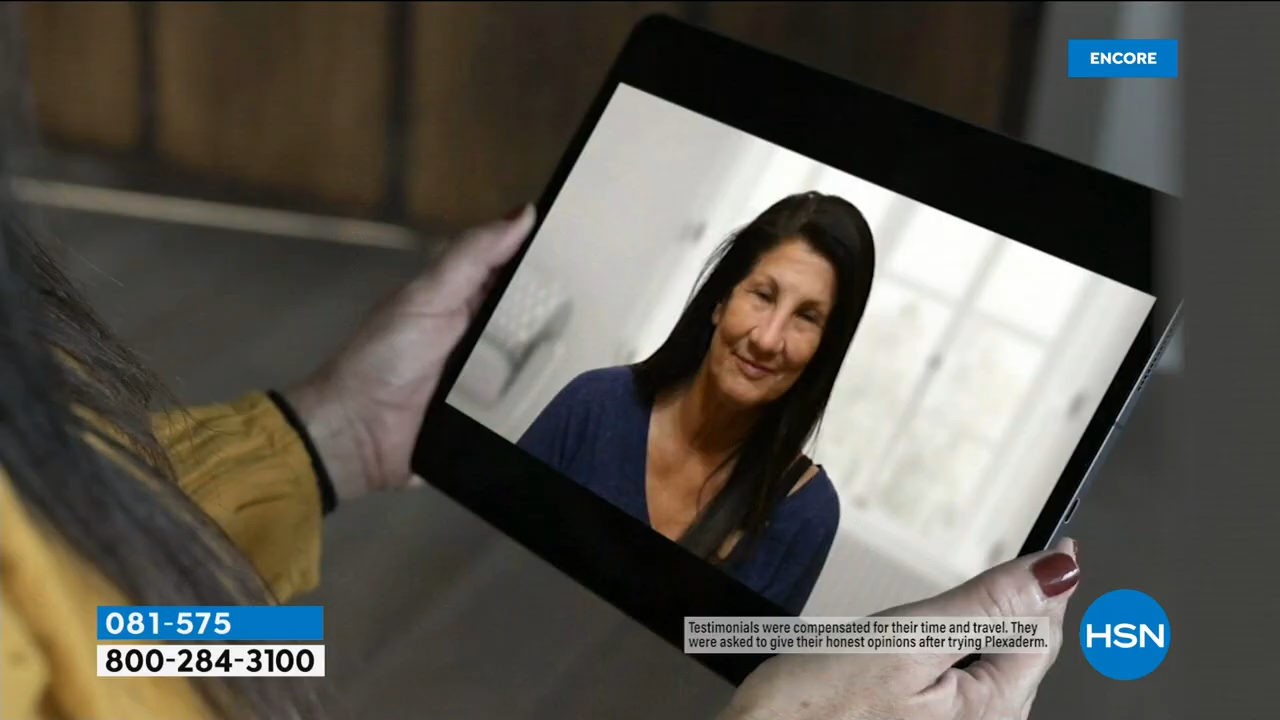 ENCORE
081-575
800-284-3100
Testimonials were compensated for their time and travel. They
were asked to give their honest opinions after trying Plexaderm.
HSN